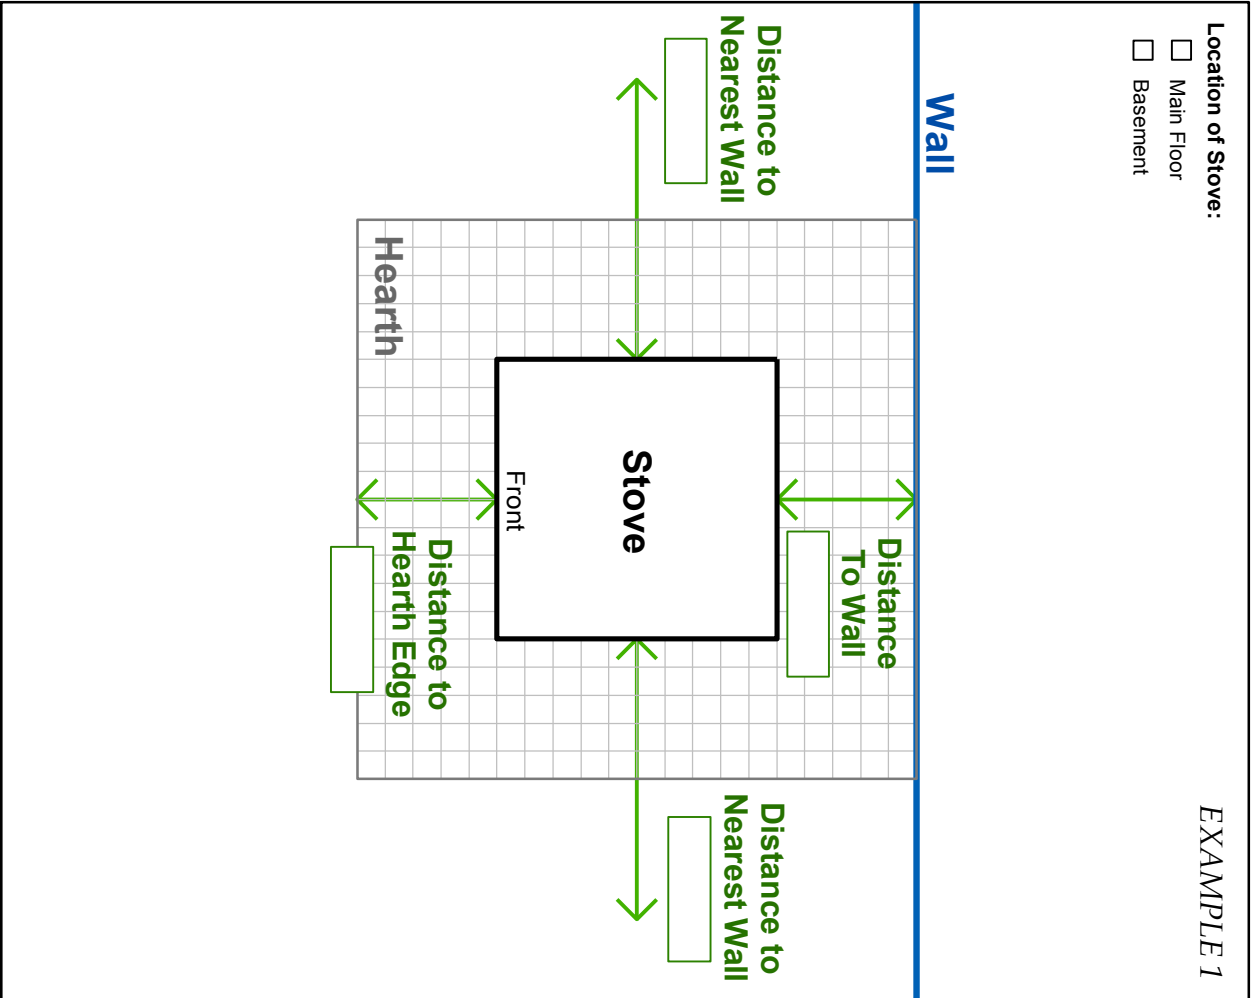 Location of Stove:
Main Floor
Basement
EXAMPLE 1
Wall
Distance
To Wall
Distance to
Nearest Wall
Distance to
Nearest Wall
Stove
Front
Distance to
Hearth Edge
Hearth